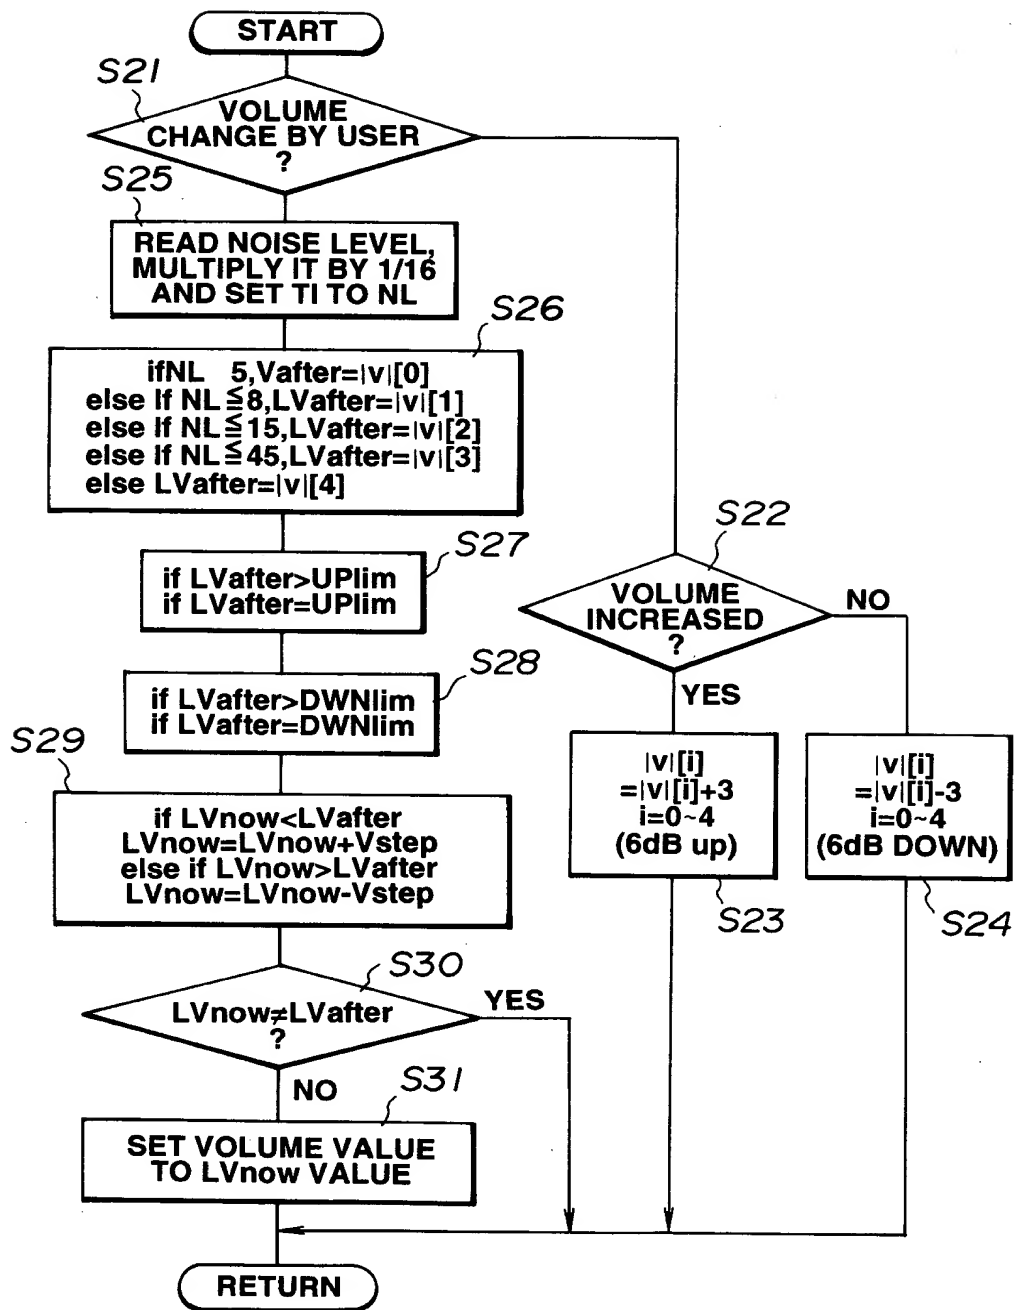 START
S21
VOLUME
CHANGE BY USER
?
S25
READ NOISE LEVEL,
MULTIPLY IT BY 1/16
AND SET TI TO NL
S26
ifNL 5,Vafter=|v|[0]
else If NL≦8,LVafter=|v|[1]
else If NL≦15,LVafter=|v|[2]
else If NL≦45,LVafter=|v|[3]
else LVafter=|v|[4]
S27
if LVafter>UPlim
if LVafter=UPlim
S28
if LVafter>DWNlim
if LVafter=DWNlim
S29
if LVnow<LVafter
LVnow=LVnow+Vstep
else if LVnow>LVafter
LVnow=LVnow-Vstep
S30
LVnow≠LVafter
?
YES
NO
S31
SET VOLUME VALUE
TO LVnow VALUE
RETURN
S22
VOLUME
INCREASED
?
NO
YES
|v|[i]
=|v|[i]+3
i=0~4
(6dB up)
S23
|v|[i]
=|v|[i]-3
i=0~4
(6dB DOWN)
S24